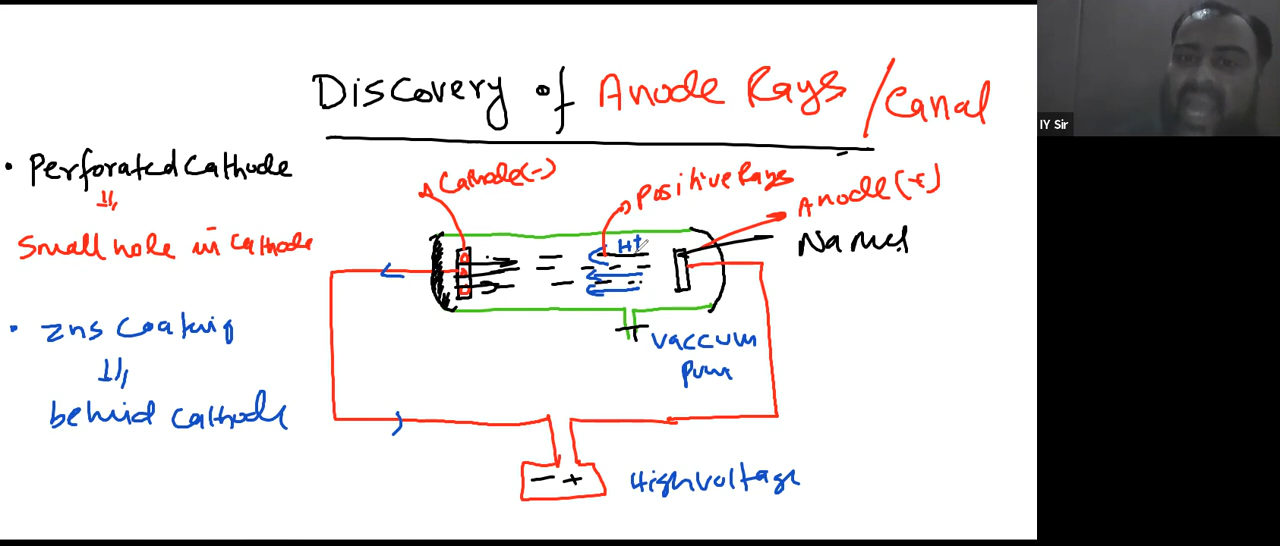 Discovery of Anode Rays / Canal
• Perforated Cathode
Small hole in Cathode
• Zns Coating
behind Cathode
Cathode(-)
Positive Rays
Anode (+)
H+
Vaccum
Pum
- +
High voltage
IY Sir